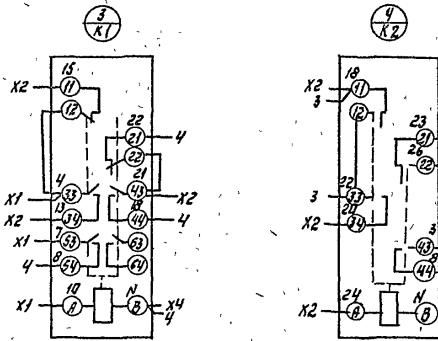 3
K1
4
K2
15
X2 11
12
22
21 4
22
4 21
X1 33 43 X2
13 18
X2 34 44 4
7
X1 53 63
8
4 54 64
10 N
X1 A B X4
4
18
X2 11
3
12
23
21
26
22
22
3 33
20
X2 34
3
43
8
44
24 N
X2 A B